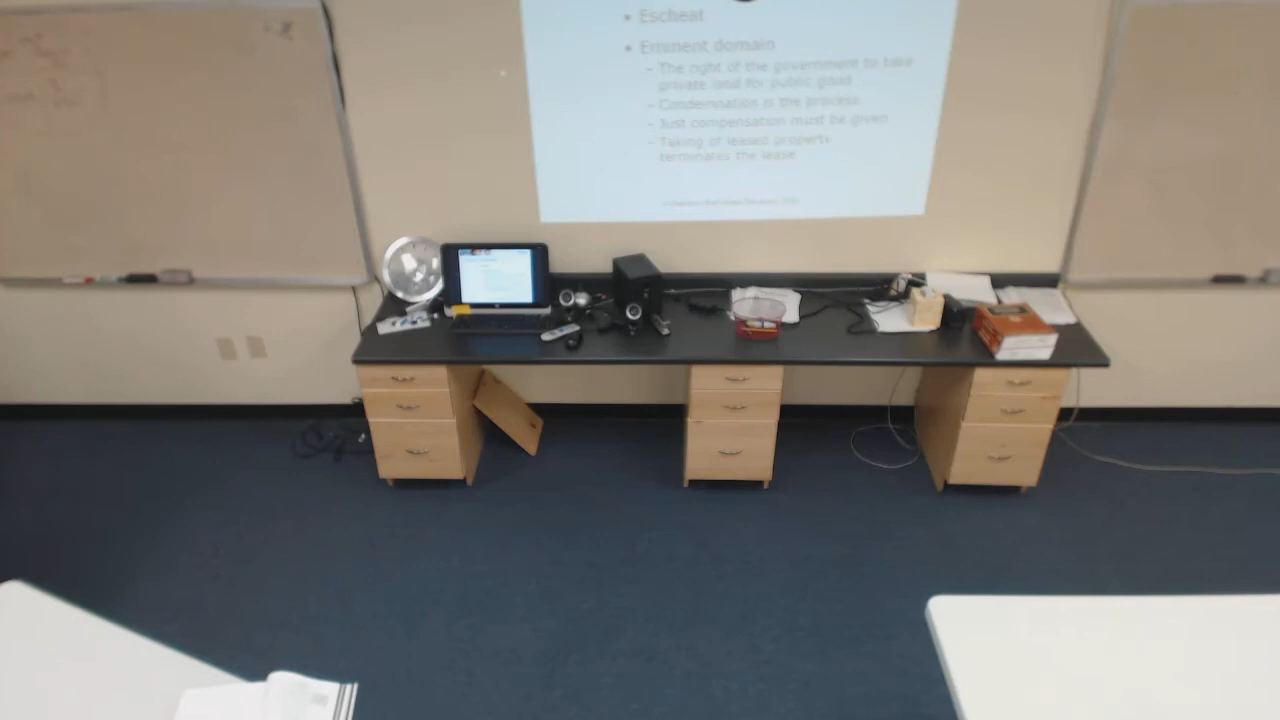 • Escheat
• Eminent domain
– The right of the government to take
private land for public good
– Condemnation is the process
– Just compensation must be given
– Taking of leased property
terminates the lease